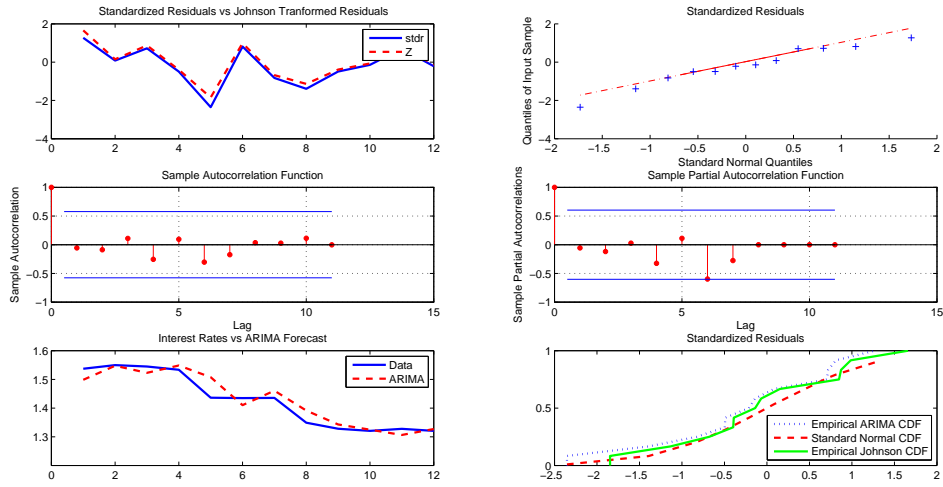 Standardized Residuals vs Johnson Tranformed Residuals
2
0
−2
−4
0 2 4 6 8 10 12
stdr
Z
Standardized Residuals
Quantiles of Input Sample
2
0
−2
−4
−2 −1.5 −1 −0.5 0 0.5 1 1.5 2
Standard Normal Quantiles
Sample Autocorrelation Function
Sample Autocorrelation
1
0.5
0
−0.5
−1
0 5 10 15
Lag
Sample Partial Autocorrelation Function
Sample Partial Autocorrelations
1
0.5
0
−0.5
−1
0 5 10 15
Lag
Interest Rates vs ARIMA Forecast
1.6
1.5
1.4
1.3
0 2 4 6 8 10 12
Data
ARIMA
Standardized Residuals
1
0.5
0
−2.5 −2 −1.5 −1 −0.5 0 0.5 1 1.5 2
Empirical ARIMA CDF
Standard Normal CDF
Empirical Johnson CDF